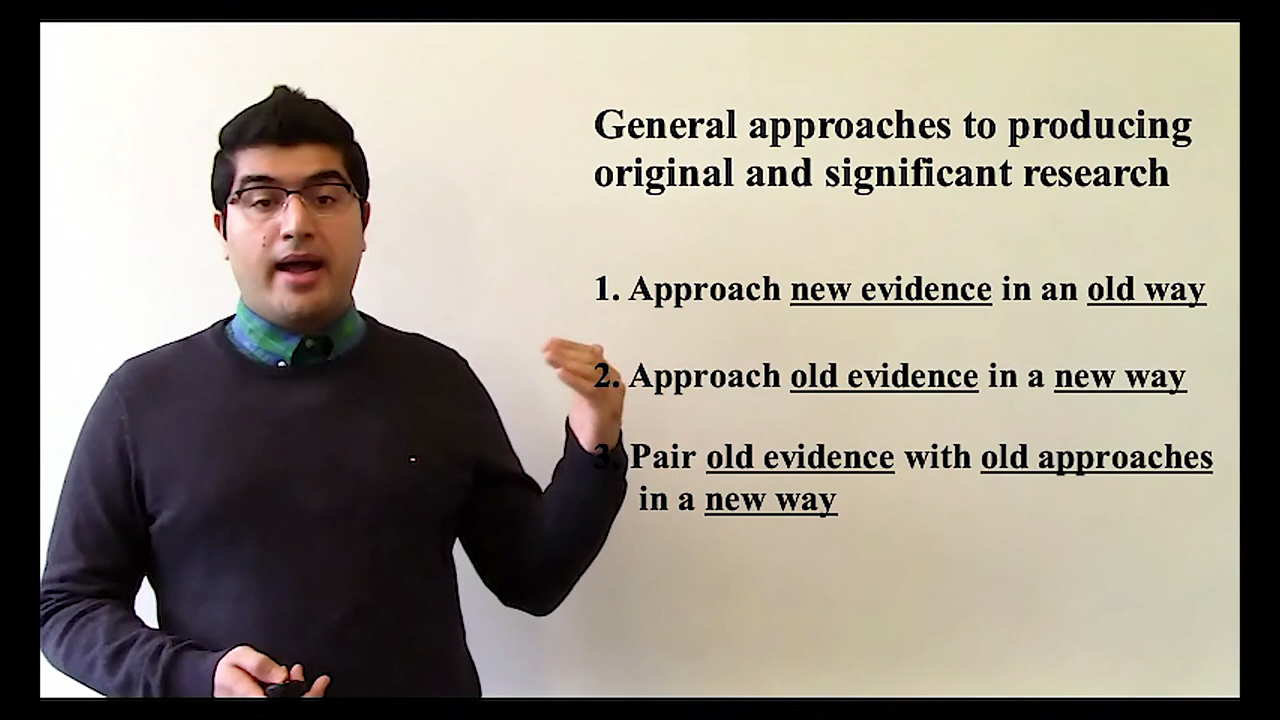 General approaches to producing
original and significant research
1. Approach new evidence in an old way
2. Approach old evidence in a new way
3. Pair old evidence with old approaches
in a new way